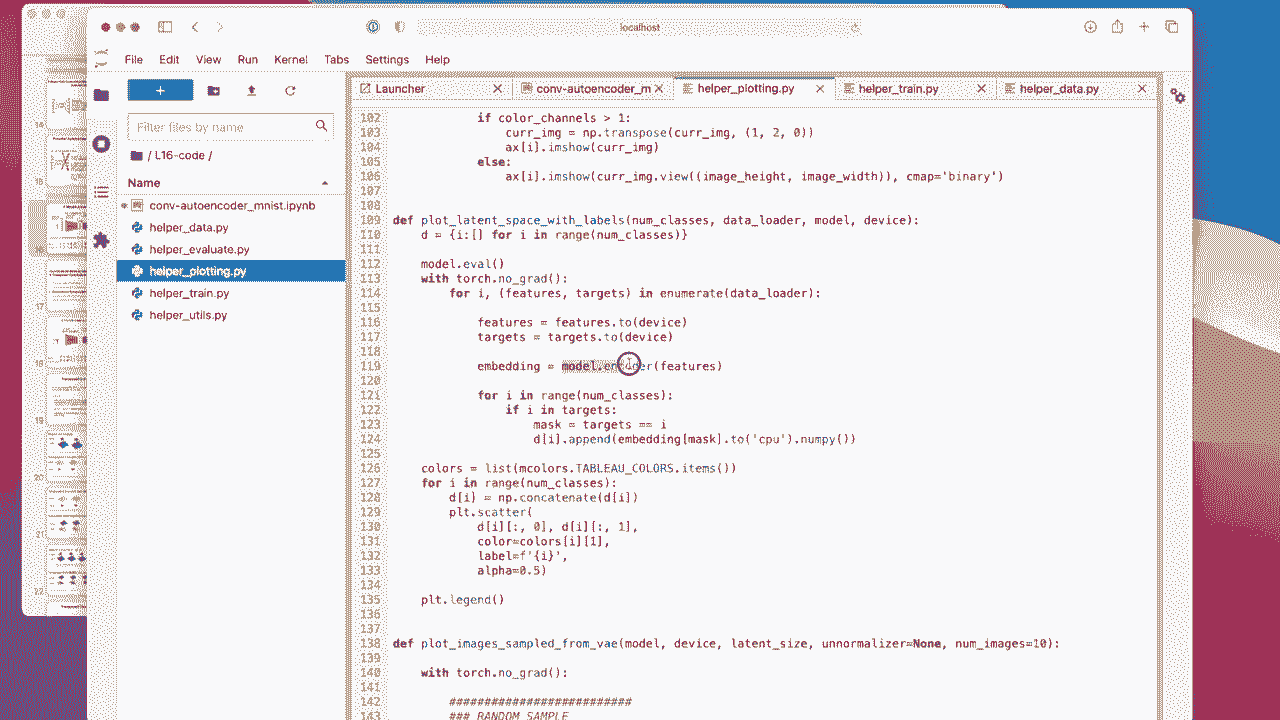 localhost
File Edit View Run Kernel Tabs Settings Help
+
Filter files by name
/ L16-code /
Name
conv-autoencoder_mnist.ipynb
helper_data.py
helper_evaluate.py
helper_plotting.py
helper_train.py
helper_utils.py
Launcher
conv-autoencoder_m
helper_plotting.py
helper_train.py
helper_data.py
102 if color_channels > 1:
103 curr_img = np.transpose(curr_img, (1, 2, 0))
104 ax[i].imshow(curr_img)
105 else:
106 ax[i].imshow(curr_img.view((image_height, image_width)), cmap='binary')
107
108
109 def plot_latent_space_with_labels(num_classes, data_loader, model, device):
110 d = {i:[] for i in range(num_classes)}
111
112 model.eval()
113 with torch.no_grad():
114 for i, (features, targets) in enumerate(data_loader):
115
116 features = features.to(device)
117 targets = targets.to(device)
118
119 embedding = model.encoder(features)
120
121 for i in range(num_classes):
122 if i in targets:
123 mask = targets == i
124 d[i].append(embedding[mask].to('cpu').numpy())
125
126 colors = list(mcolors.TABLEAU_COLORS.items())
127 for i in range(num_classes):
128 d[i] = np.concatenate(d[i])
129 plt.scatter(
130 d[i][:, 0], d[i][:, 1],
131 color=colors[i][1],
132 label=f'{i}',
133 alpha=0.5)
134
135 plt.legend()
136
137
138 def plot_images_sampled_from_vae(model, device, latent_size, unnormalizer=None, num_images=10):
139
140 with torch.no_grad():
141
142 ##########################
143 ### RANDOM SAMPLE